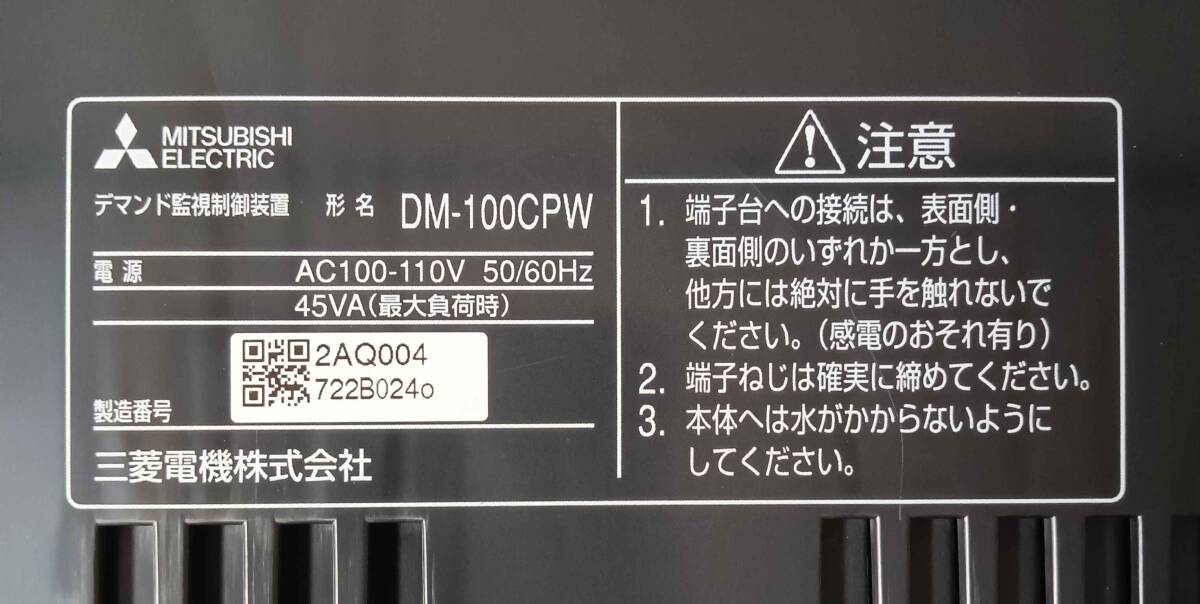 MITSUBISHI
ELECTRIC
デマンド監視制御装置 形名 DM-100CPW
電源 AC100-110V 50/60Hz
45VA(最大負荷時)
2AQ004
722B024o
製造番号
三菱電機株式会社
注意
1. 端子台への接続は、表面側・
裏面側のいずれか一方とし、
他方には絶対に手を触れないで
ください。(感電のおそれ有り)
2. 端子ねじは確実に締めてください。
3. 本体へは水がかからないように
してください。